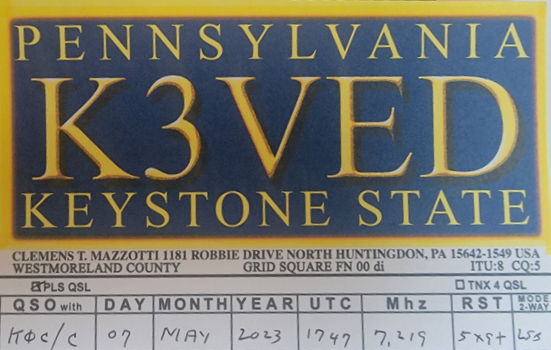 PENNSYLVANIA
K3VED
KEYSTONE STATE
CLEMENS T. MAZZOTTI 1181 ROBBIE DRIVE NORTH HUNTINGDON, PA 15642-1549 USA
WESTMORELAND COUNTY GRID SQUARE FN 00 di ITU:8 CQ:5
PLS QSL TNX 4 QSL
QSO with DAY MONTH YEAR UTC Mhz RST MODE 2-WAY
07 MAY 2023 1747 7,219